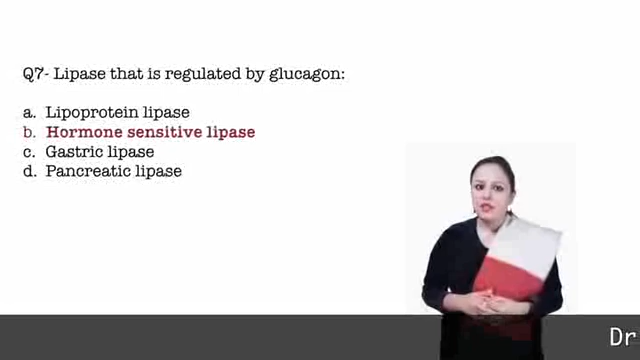 Q7- Lipase that is regulated by glucagon:
a. Lipoprotein lipase
b. Hormone sensitive lipase
c. Gastric lipase
d. Pancreatic lipase
Dr